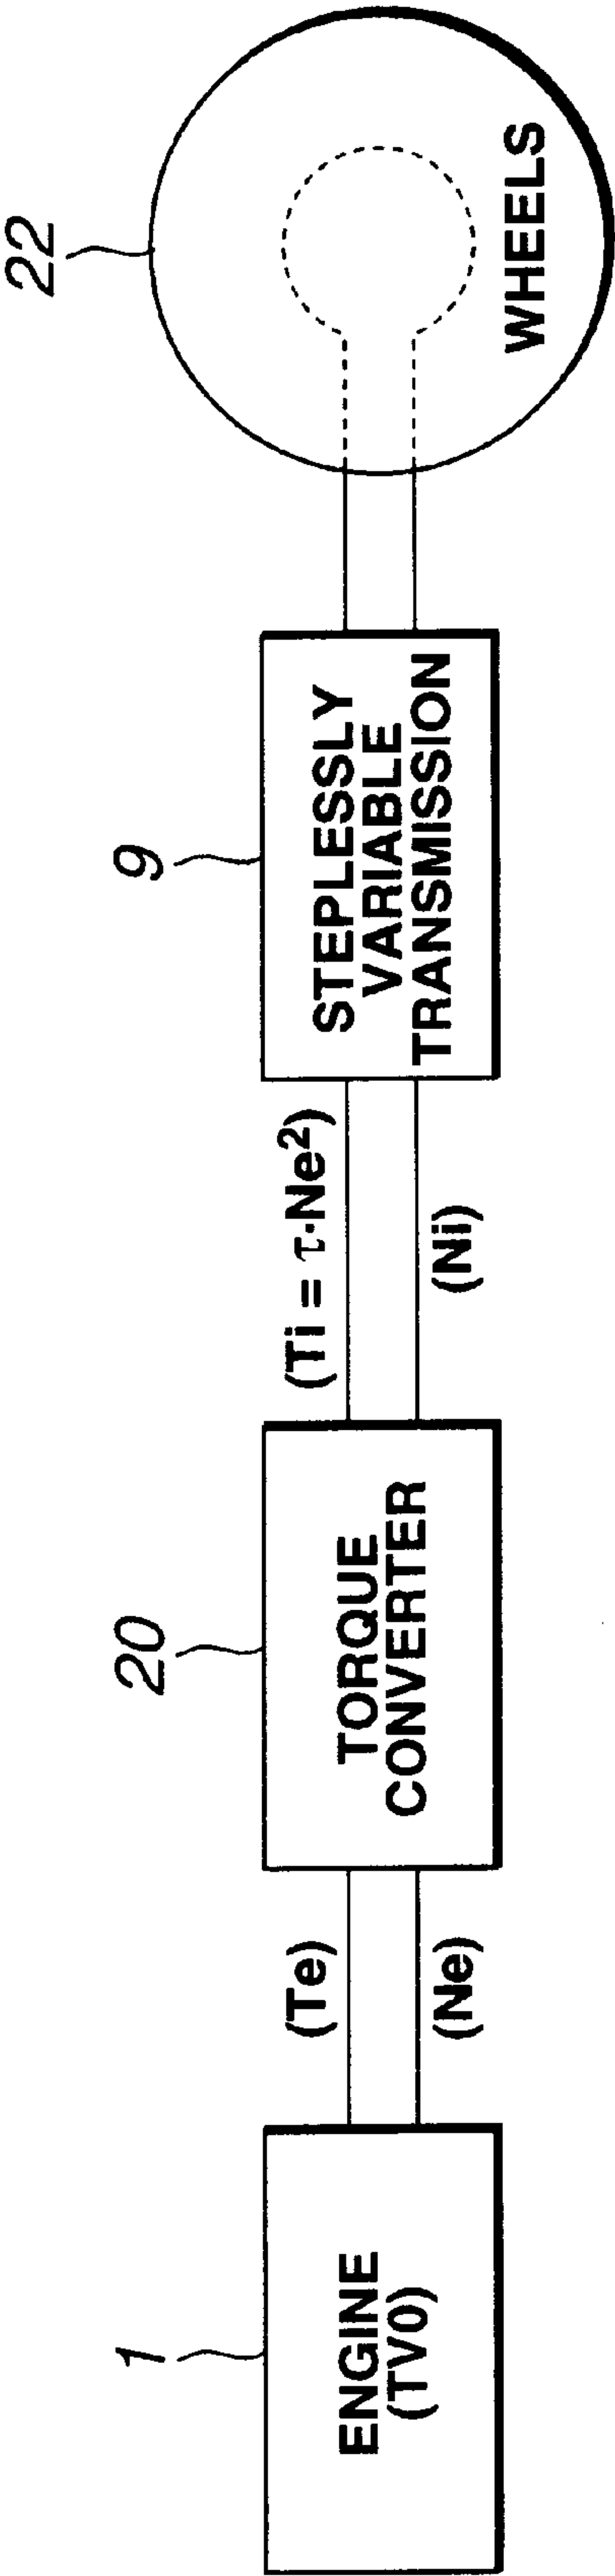 1
ENGINE
(TV0)
(Te)
(Ne)
20
TORQUE
CONVERTER
(Ti = τ·Ne²)
(Ni)
9
STEPLESSLY
VARIABLE
TRANSMISSION
22
WHEELS